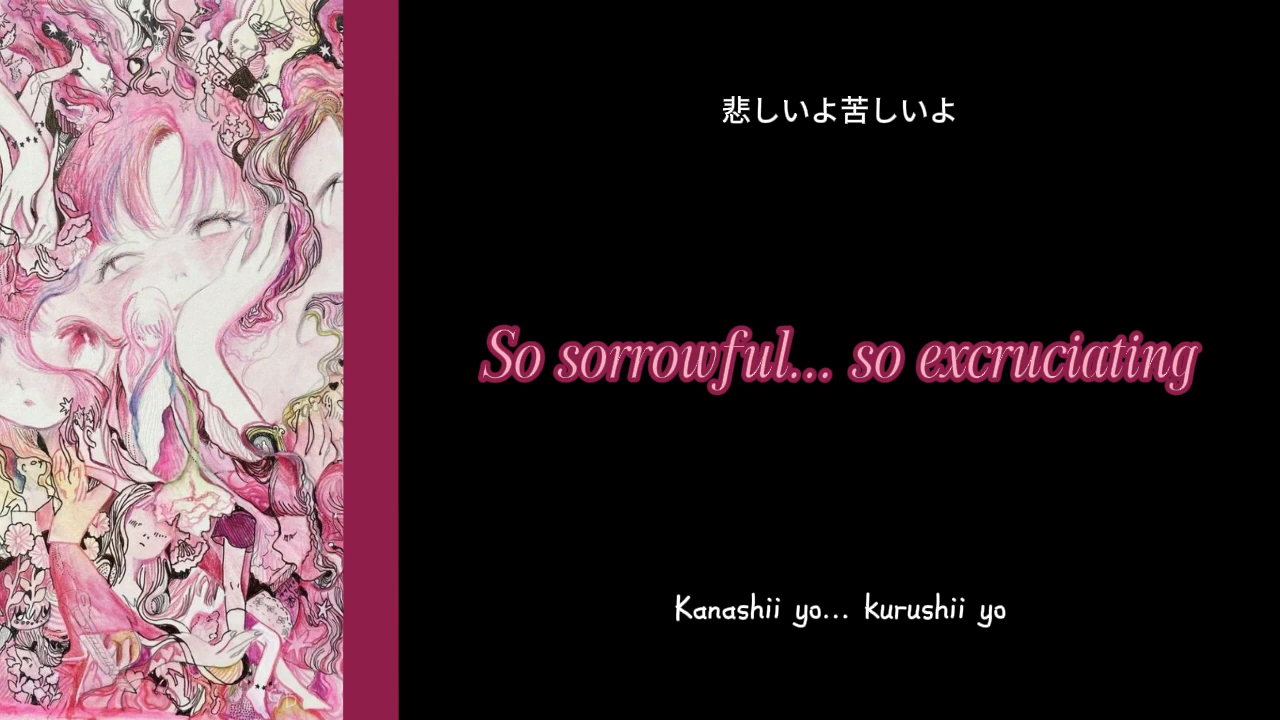 悲しいよ苦しいよ
So sorrowful... so excruciating
Kanashii yo... kurushii yo